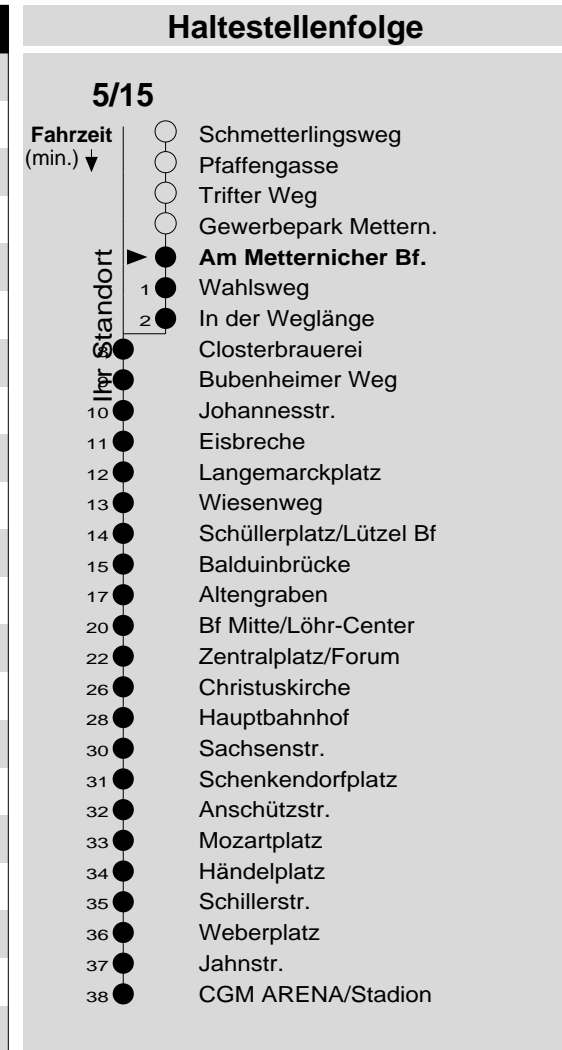 Haltestellenfolge
5/15
Fahrzeit
(min.)
Ihr Standort
Schmetterlingsweg
Pfaffengasse
Trifter Weg
Gewerbepark Mettern.
Am Metternicher Bf.
1 Wahlsweg
2 In der Weglänge
8 Closterbrauerei
9 Bubenheimer Weg
10 Johannesstr.
11 Eisbreche
12 Langemarckplatz
13 Wiesenweg
14 Schüllerplatz/Lützel Bf
15 Balduinbrücke
17 Altengraben
20 Bf Mitte/Löhr-Center
22 Zentralplatz/Forum
26 Christuskirche
28 Hauptbahnhof
30 Sachsenstr.
31 Schenkendorfplatz
32 Anschützstr.
33 Mozartplatz
34 Händelplatz
35 Schillerstr.
36 Weberplatz
37 Jahnstr.
38 CGM ARENA/Stadion